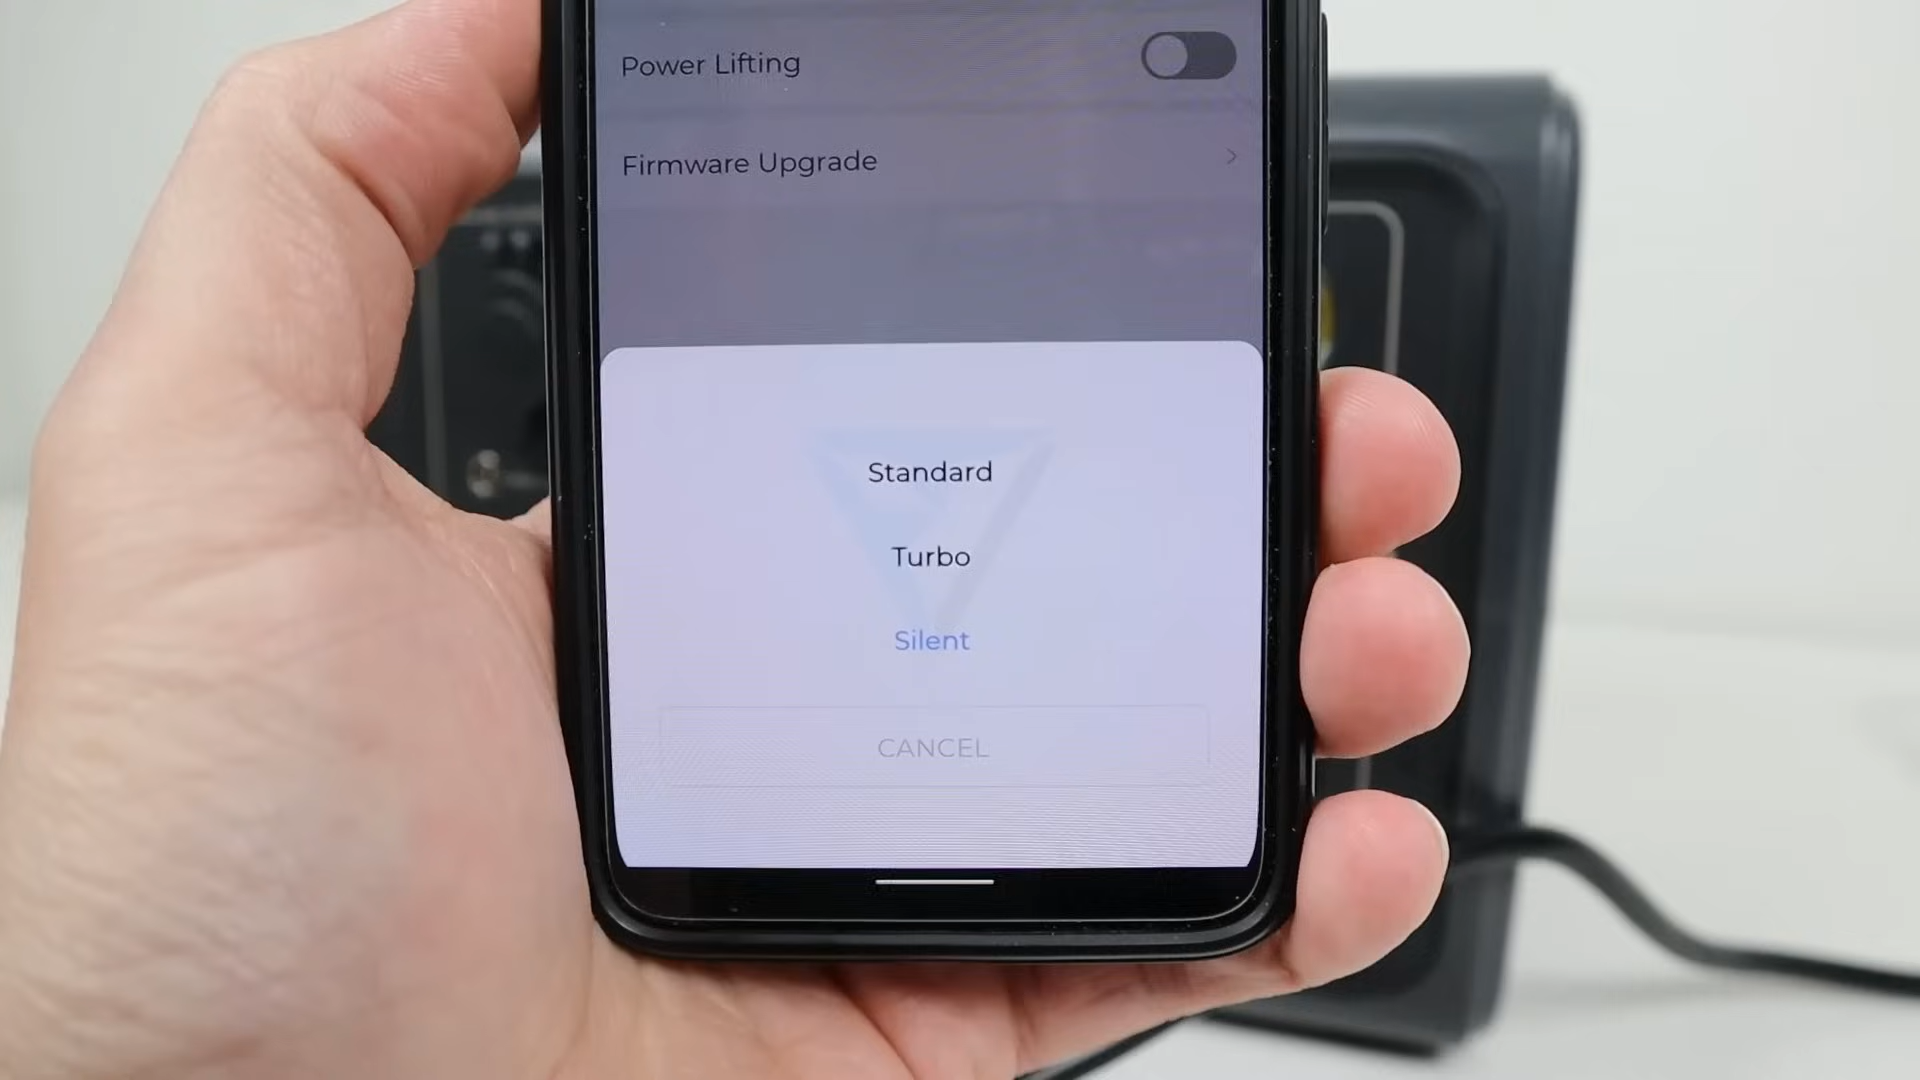 Power Lifting
Firmware Upgrade
Standard
Turbo
Silent
CANCEL